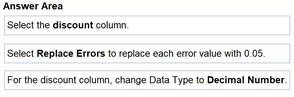 Answer Area
Select the discount column.
Select Replace Errors to replace each error value with 0.05.
For the discount column, change Data Type to Decimal Number.